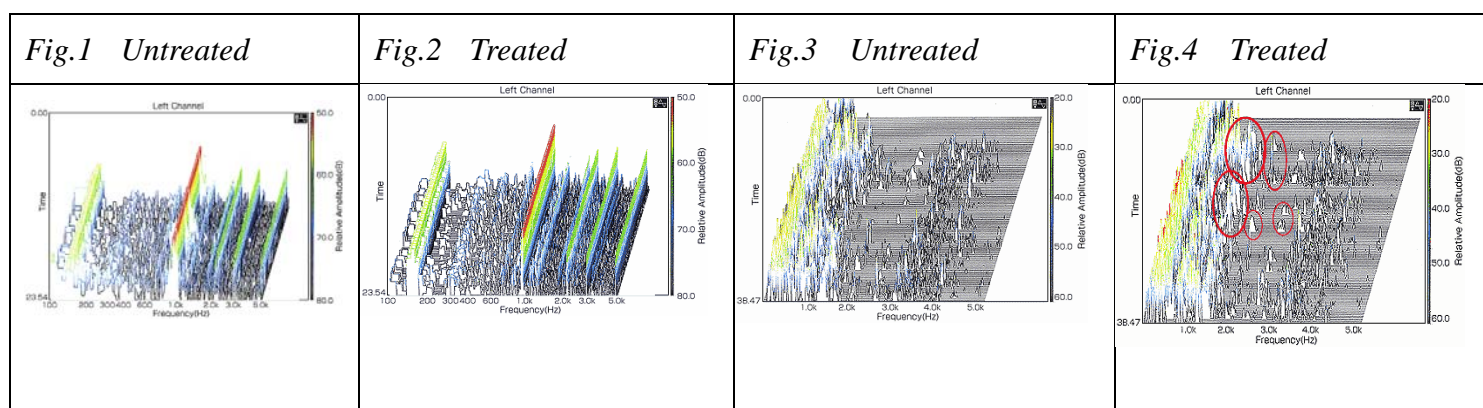 Fig.1 Untreated
Fig.2 Treated
Fig.3 Untreated
Fig.4 Treated
Left Channel
0.00
50.0
60.0
70.0
80.0
Relative Amplitude(dB)
Time
23.54
100 200 300 400 600 1.0k 2.0k 3.0k 5.0k
Frequency(Hz)
Left Channel
0.00
50.0
60.0
70.0
80.0
Relative Amplitude(dB)
Time
23.54
100 200 300 400 600 1.0k 2.0k 3.0k 5.0k
Frequency(Hz)
Left Channel
0.00
20.0
30.0
40.0
50.0
60.0
Relative Amplitude(dB)
Time
38.47
1.0k 2.0k 3.0k 4.0k 5.0k
Frequency(Hz)
Left Channel
0.00
20.0
30.0
40.0
50.0
60.0
Relative Amplitude(dB)
Time
38.47
1.0k 2.0k 3.0k 4.0k 5.0k
Frequency(Hz)